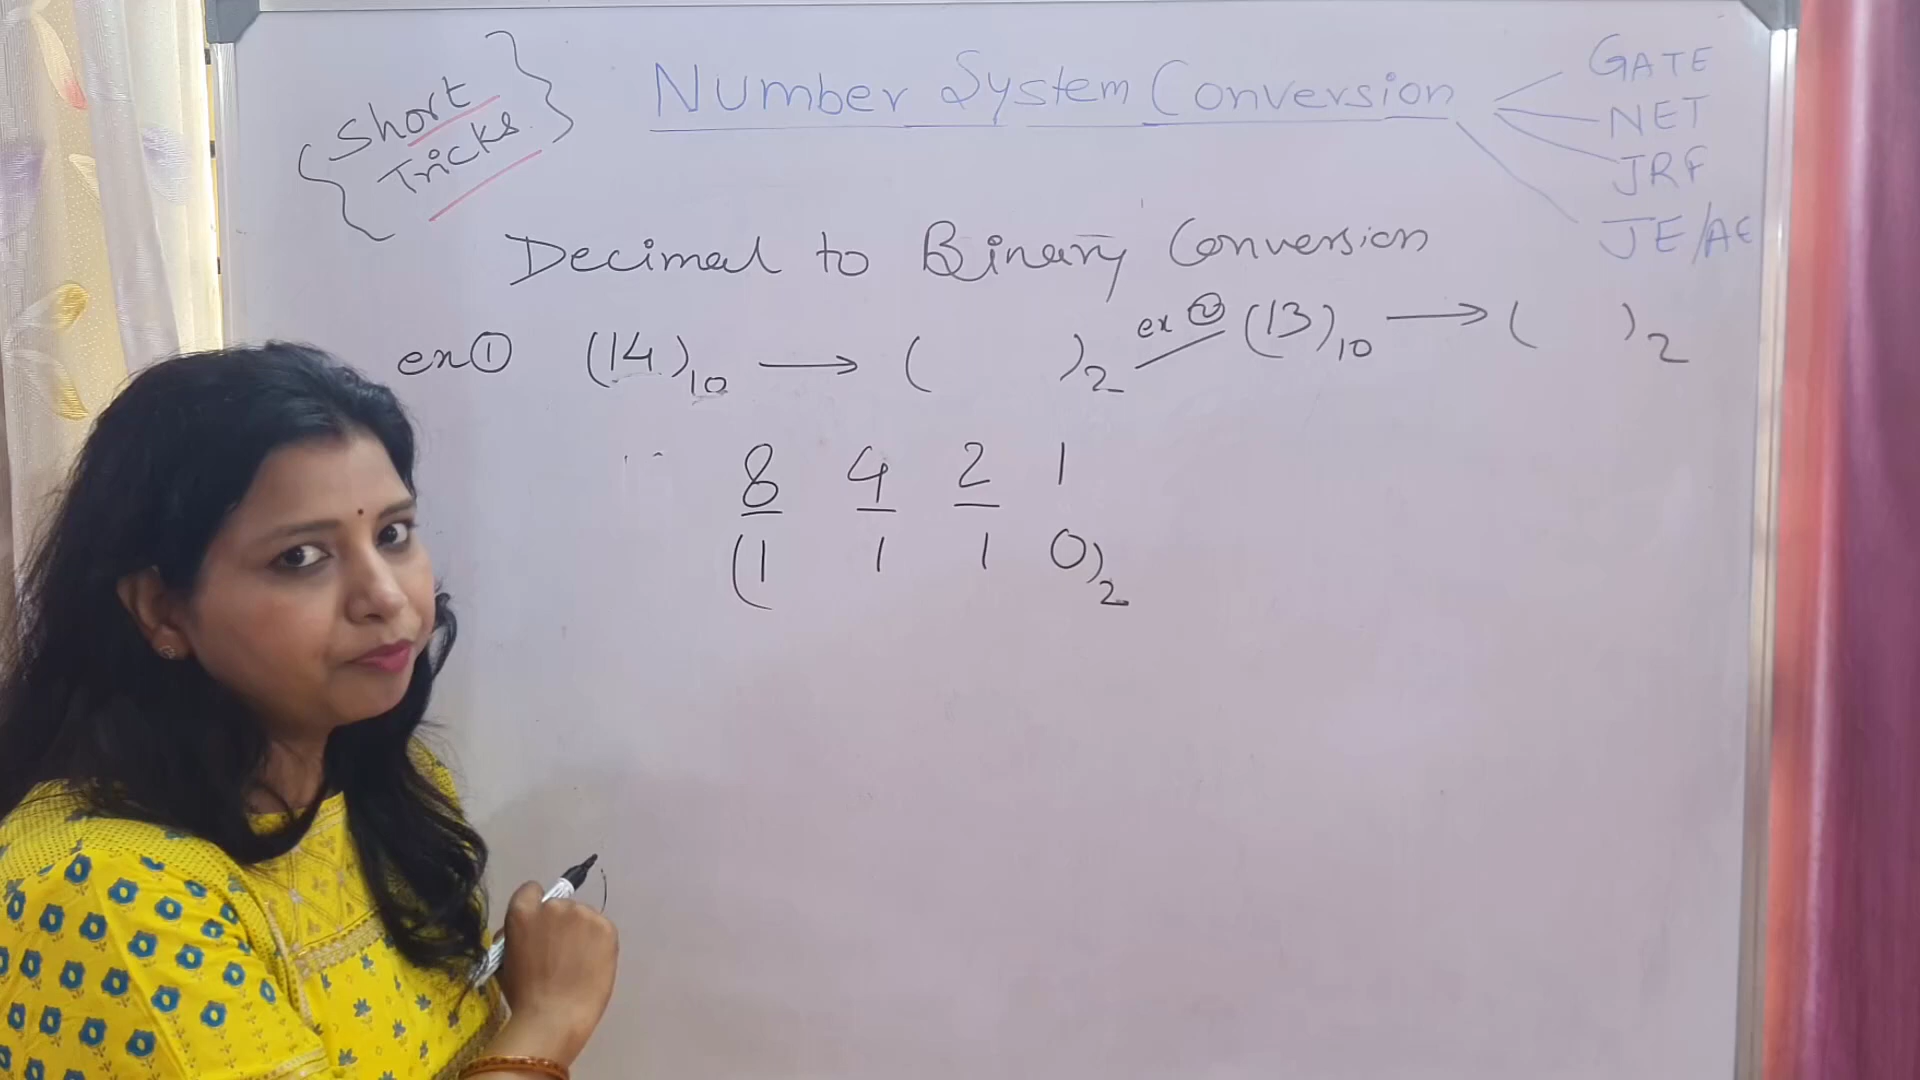 {Short
Tricks}
Number System Conversion
GATE
NET
JRF
JE/AE
Decimal to Binary Conversion
ex① (14)₁₀ → ( )₂
ex② (13)₁₀ → ( )₂
8 4 2 1
(1 1 1 0)₂